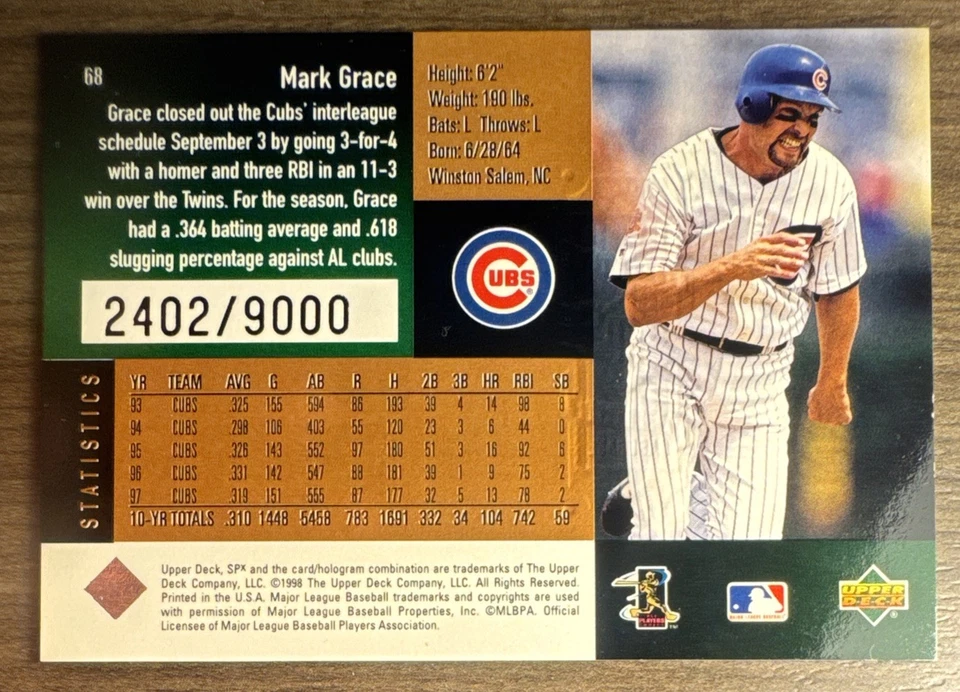 68
Mark Grace
Grace closed out the Cubs' interleague
schedule September 3 by going 3-for-4
with a homer and three RBI in an 11-3
win over the Twins. For the season, Grace
had a .364 batting average and .618
slugging percentage against AL clubs.
2402/9000
Height: 6'2"
Weight: 190 lbs,
Bats: L Throws: L
Born: 6/28/64
Winston Salem, NC
CUBS
C
STATISTICS
YR TEAM AVG G AB R H 2B 3B HR RBI SB
93 CUBS .325 155 594 86 193 39 4 14 98 8
94 CUBS .298 106 403 55 120 23 3 6 44 0
95 CUBS .326 143 552 97 180 51 3 16 92 6
96 CUBS .331 142 547 88 181 39 1 9 75 2
97 CUBS .319 151 555 87 177 32 5 13 78 2
10-YR TOTALS .310 1448 5458 783 1691 332 34 104 742 59
Upper Deck, SPx and the card/hologram combination are trademarks of The Upper
Deck Company, LLC. ©1998 The Upper Deck Company, LLC. All Rights Reserved.
Printed in the U.S.A. Major League Baseball trademarks and copyrights are used
with permission of Major League Baseball Properties, Inc. ©MLBPA. Official
Licensee of Major League Baseball Players Association.
PLAYERS
TM
MAJOR LEAGUE BASEBALL
UPPER
DECK